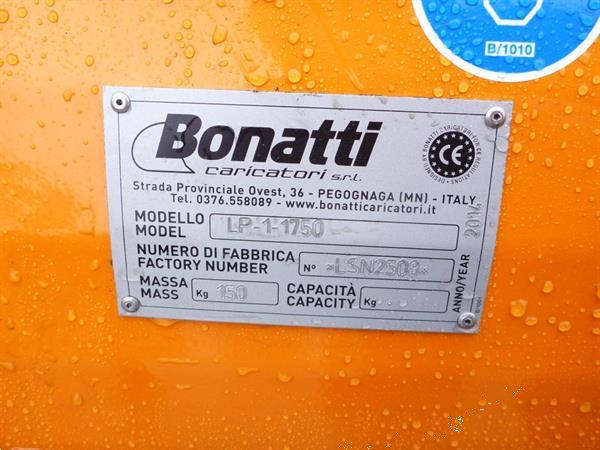 B/1010
Bonatti
caricatori s.r.l.
Strada Provinciale Ovest, 36 - PEGOGNAGA (MN) - ITALY
Tel. 0376.558089 - www.bonatticaricatori.it
MODELLO
MODEL
LP-1-1750
NUMERO DI FABBRICA
FACTORY NUMBER
N°
MASSA
MASS
Kg
150
CAPACITÀ
CAPACITY
Kg
ANNO/YEAR
2014
CE